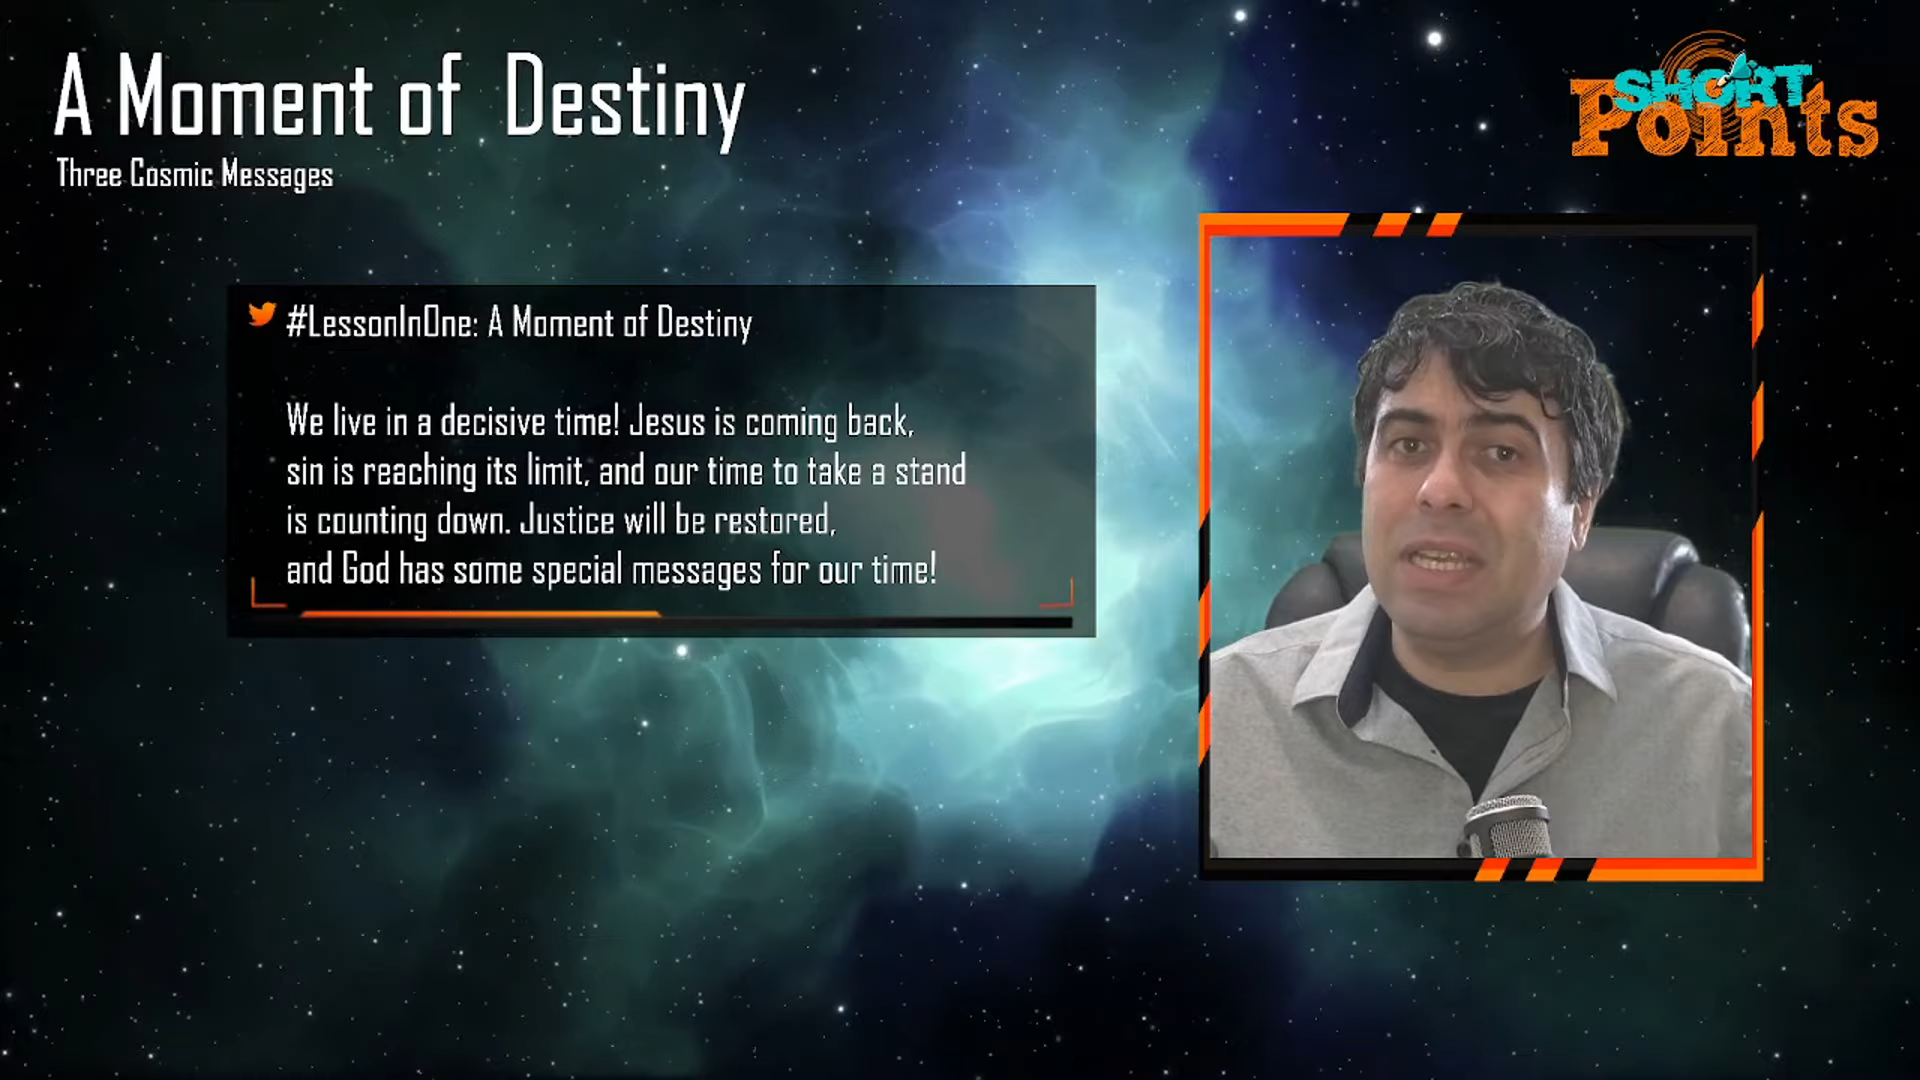 A Moment of Destiny
Three Cosmic Messages
SHORT
Points
#LessonInOne: A Moment of Destiny
We live in a decisive time! Jesus is coming back,
sin is reaching its limit, and our time to take a stand
is counting down. Justice will be restored,
and God has some special messages for our time!